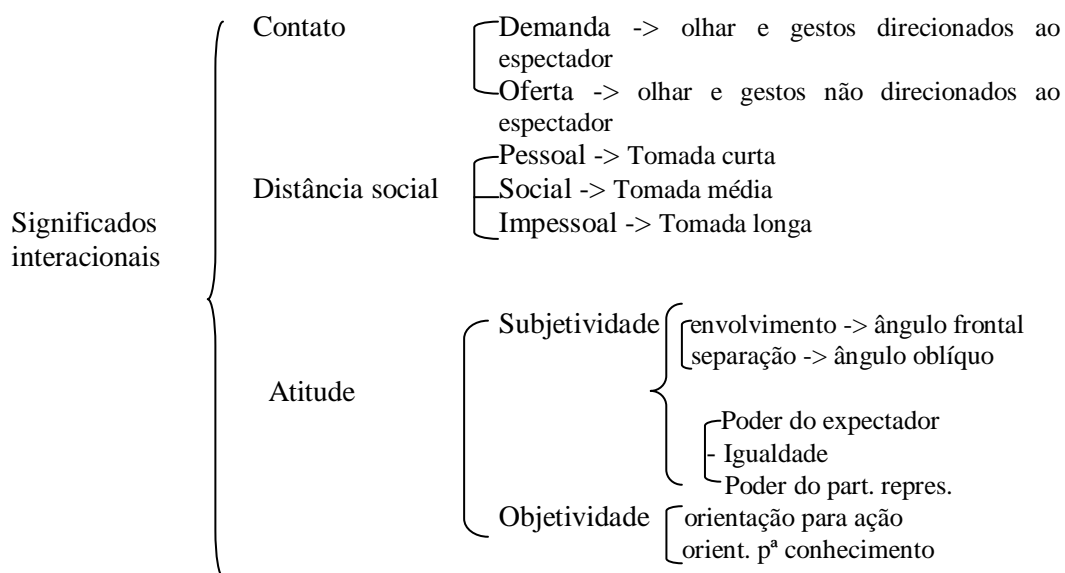 Contato
Demanda -> olhar e gestos direcionados ao
espectador
Oferta -> olhar e gestos não direcionados ao
espectador
Distância social
Pessoal -> Tomada curta
Social -> Tomada média
Impessoal -> Tomada longa
Significados
interacionais
Atitude
Subjetividade
envolvimento -> ângulo frontal
separação -> ângulo oblíquo
Poder do expectador
- Igualdade
Poder do part. repres.
Objetividade
orientação para ação
orient. pª conhecimento